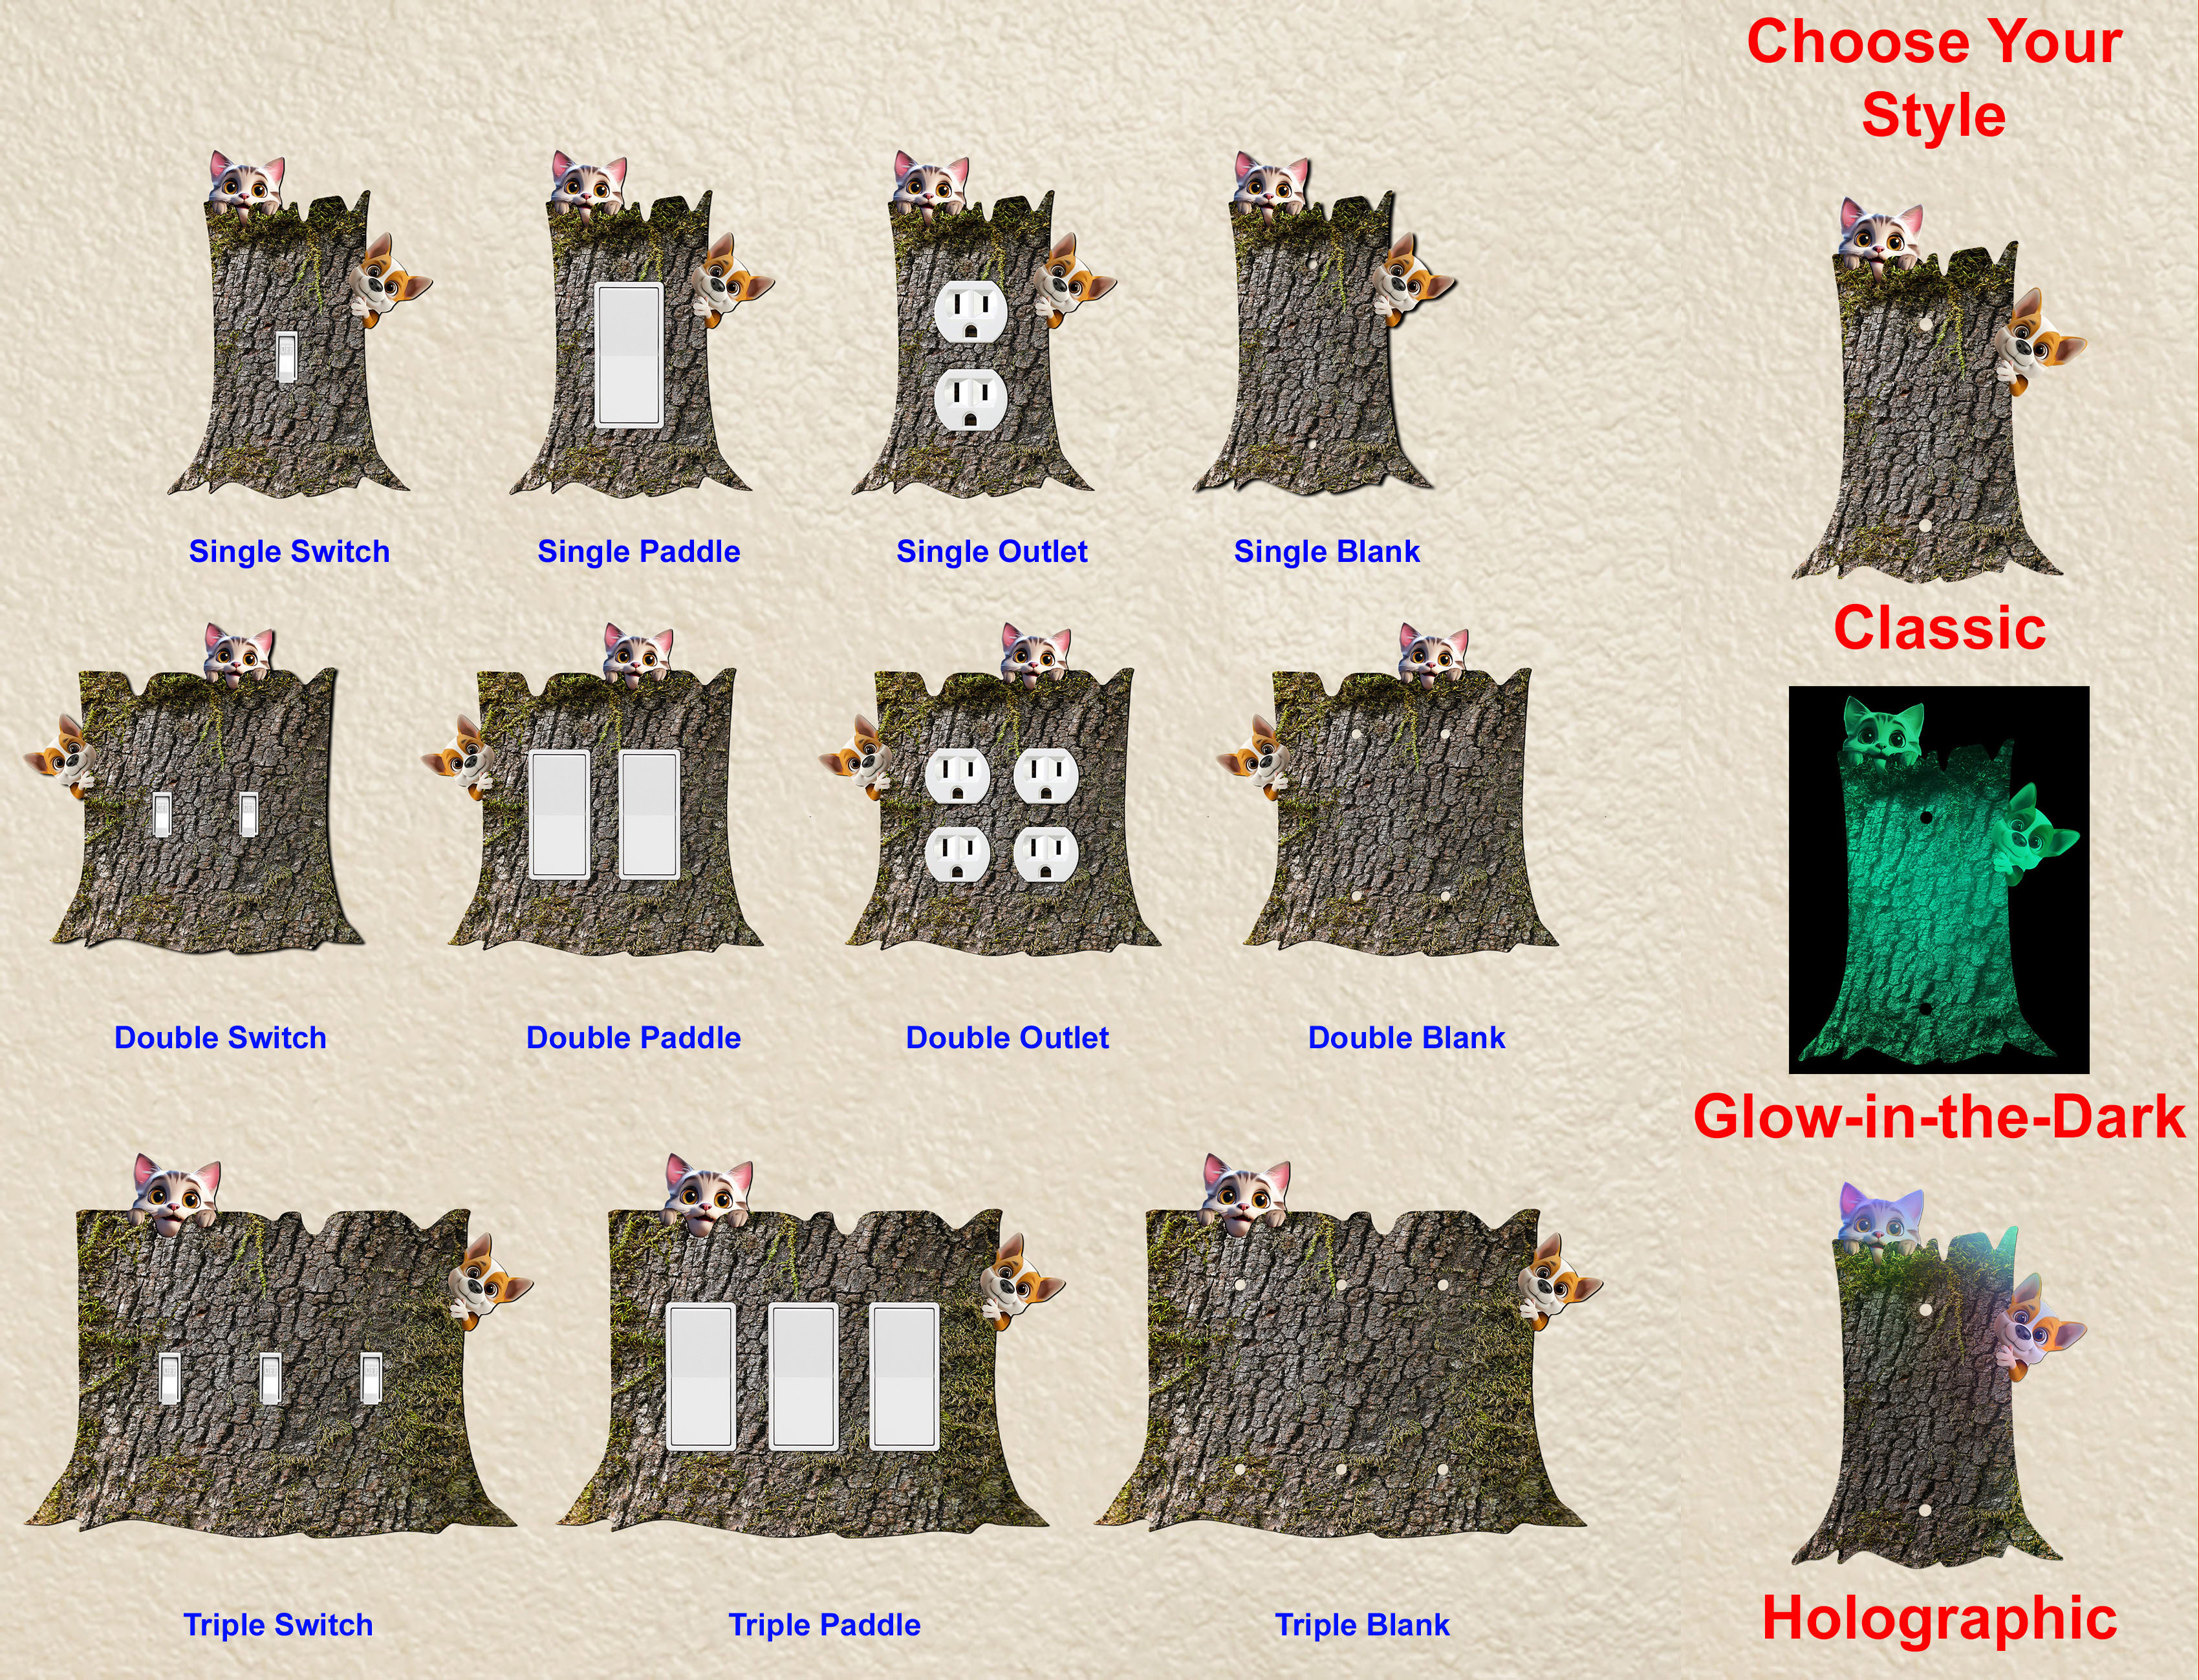 Choose Your
Style
Single Switch
Single Paddle
Single Outlet
Single Blank
Classic
Double Switch
Double Paddle
Double Outlet
Double Blank
Glow-in-the-Dark
Triple Switch
Triple Paddle
Triple Blank
Holographic